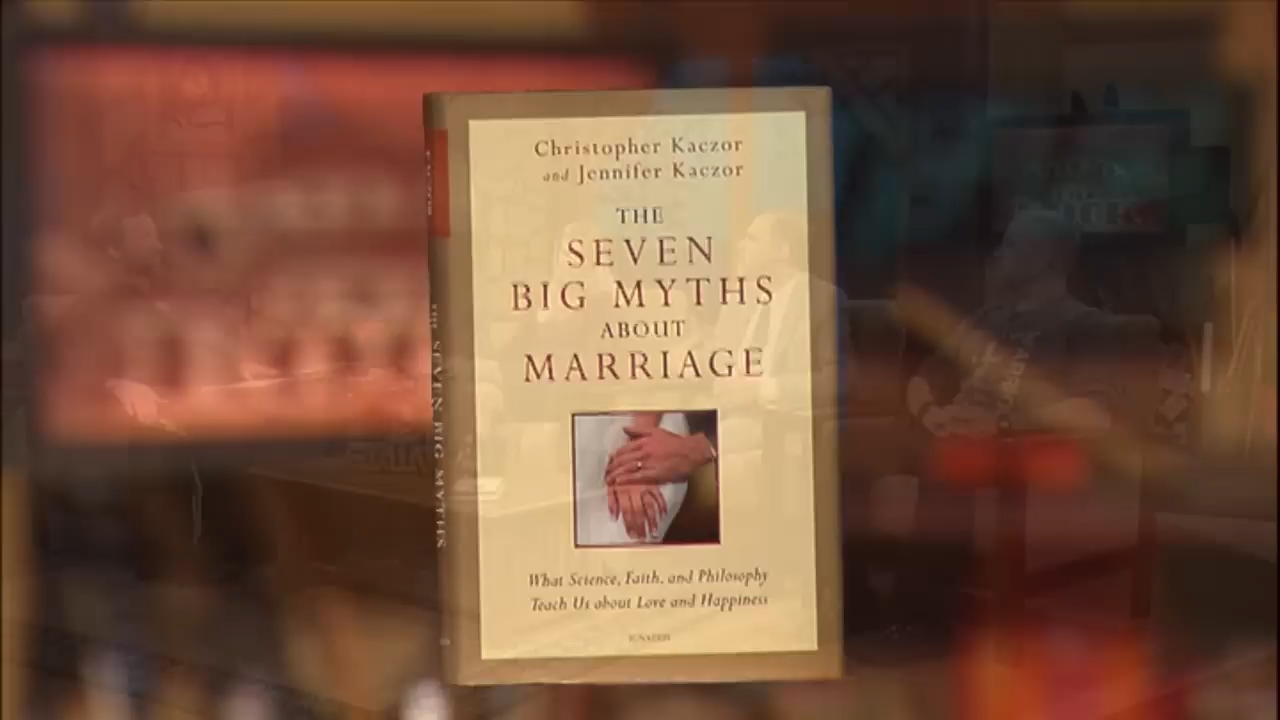 Christopher Kaczor
and Jennifer Kaczor
THE
SEVEN
BIG MYTHS
ABOUT
MARRIAGE
What Science, Faith, and Philosophy
Teach Us about Love and Happiness
IGNATIUS
THE SEVEN BIG MYTHS